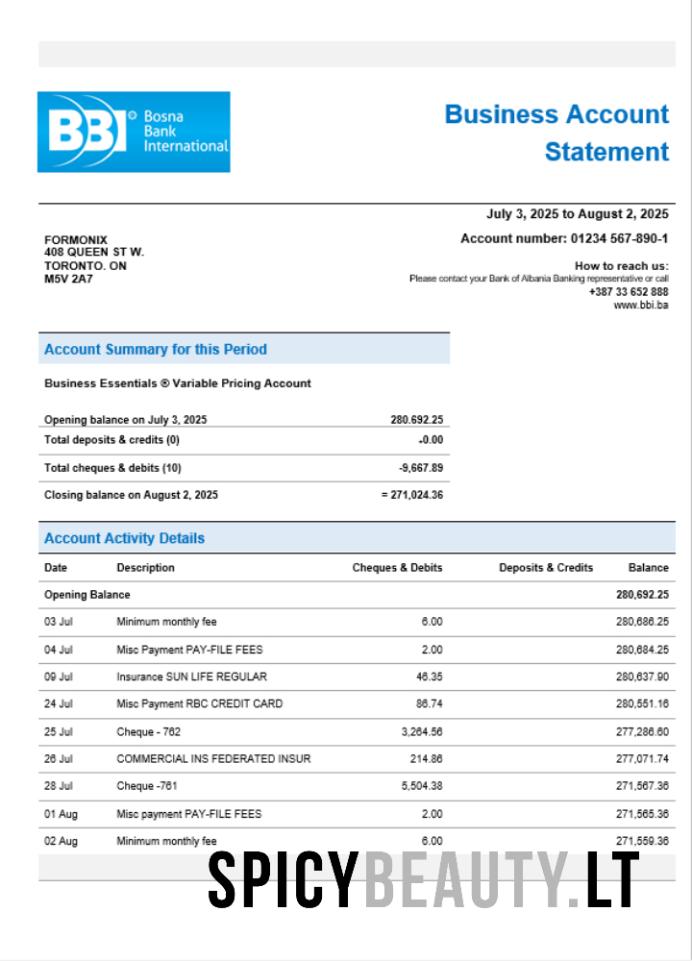 BBI® Bosna
Bank
International
Business Account
Statement
July 3, 2025 to August 2, 2025
FORMONIX
408 QUEEN ST W.
TORONTO. ON
M5V 2A7
Account number: 01234 567-890-1
How to reach us:
Please contact your Bank of Albania Banking representative or call
+387 33 652 888
www.bbi.ba
Account Summary for this Period
Business Essentials ® Variable Pricing Account
Opening balance on July 3, 2025 280.692.25
Total deposits & credits (0) -0.00
Total cheques & debits (10) -9,667.89
Closing balance on August 2, 2025 = 271,024.36
Account Activity Details
Date Description Cheques & Debits Deposits & Credits Balance
Opening Balance 280,692.25
03 Jul Minimum monthly fee 6.00 280,686.25
04 Jul Misc Payment PAY-FILE FEES 2.00 280,684.25
09 Jul Insurance SUN LIFE REGULAR 46.35 280,637.90
24 Jul Misc Payment RBC CREDIT CARD 86.74 280,551.16
25 Jul Cheque - 762 3,264.56 277,286.60
26 Jul COMMERCIAL INS FEDERATED INSUR 214.86 277,071.74
28 Jul Cheque -761 5,504.38 271,567.36
01 Aug Misc payment PAY-FILE FEES 2.00 271,565.36
02 Aug Minimum monthly fee 6.00 271,559.36
SPICYBEAUTY.LT